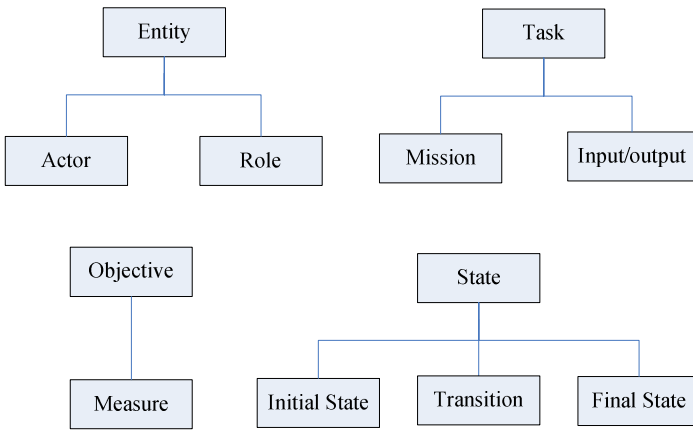 Entity
Task
Actor
Role
Mission
Input/output
Objective
State
Measure
Initial State
Transition
Final State